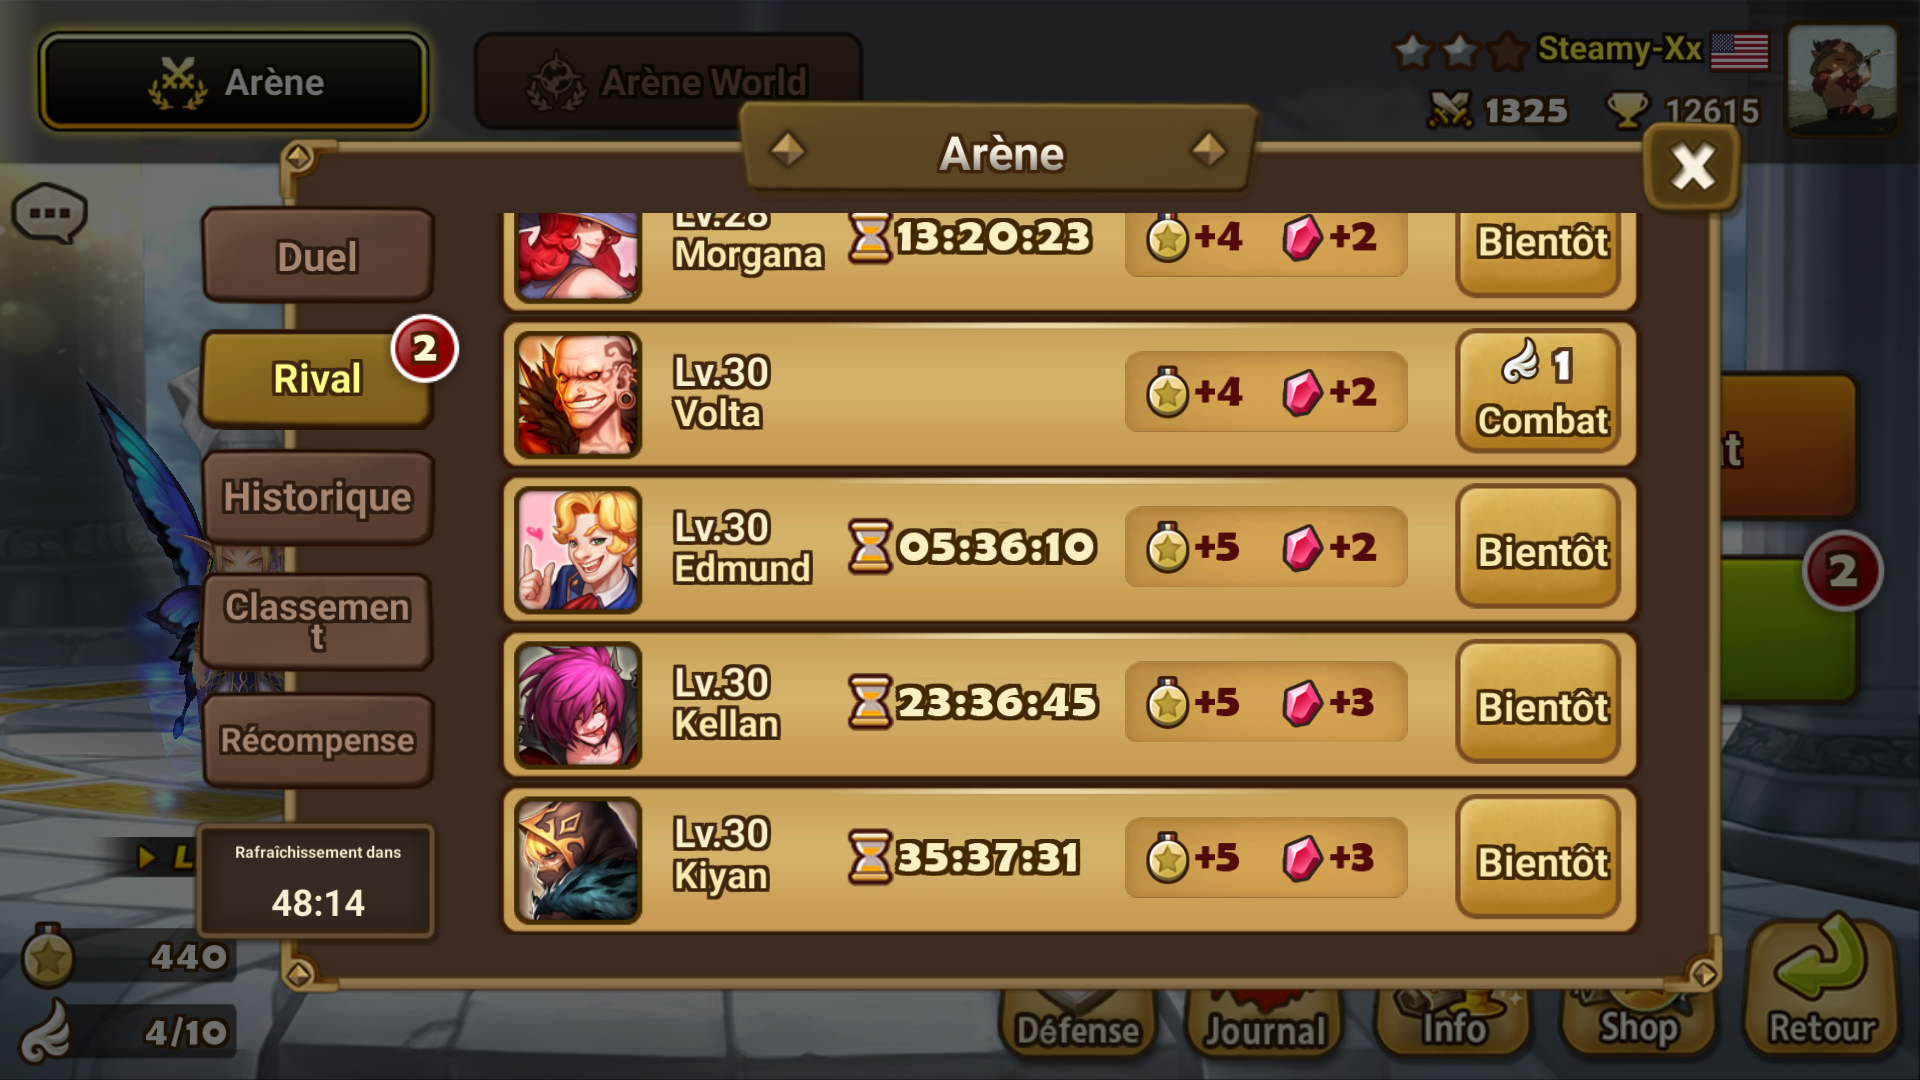 Arène
Arène World
Steamy-Xx
1325
12615
Arène
Duel
Rival
2
Historique
Classemen
t
Récompense
Rafraîchissement dans
48:14
Lv.28
Morgana
13:20:23
+4
+2
Bientôt
Lv.30
Volta
+4
+2
1
Combat
Lv.30
Edmund
05:36:10
+5
+2
Bientôt
Lv.30
Kellan
23:36:45
+5
+3
Bientôt
Lv.30
Kiyan
35:37:31
+5
+3
Bientôt
2
440
4/10
Défense
Journal
Info
Shop
Retour